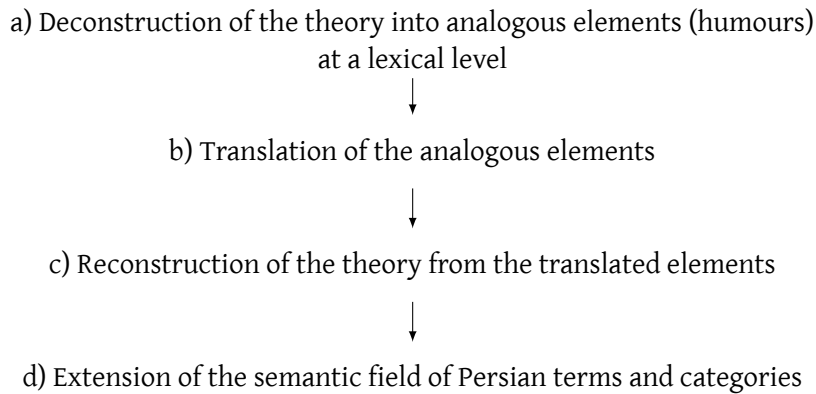 a) Deconstruction of the theory into analogous elements (humours)
at a lexical level
b) Translation of the analogous elements
c) Reconstruction of the theory from the translated elements
d) Extension of the semantic field of Persian terms and categories